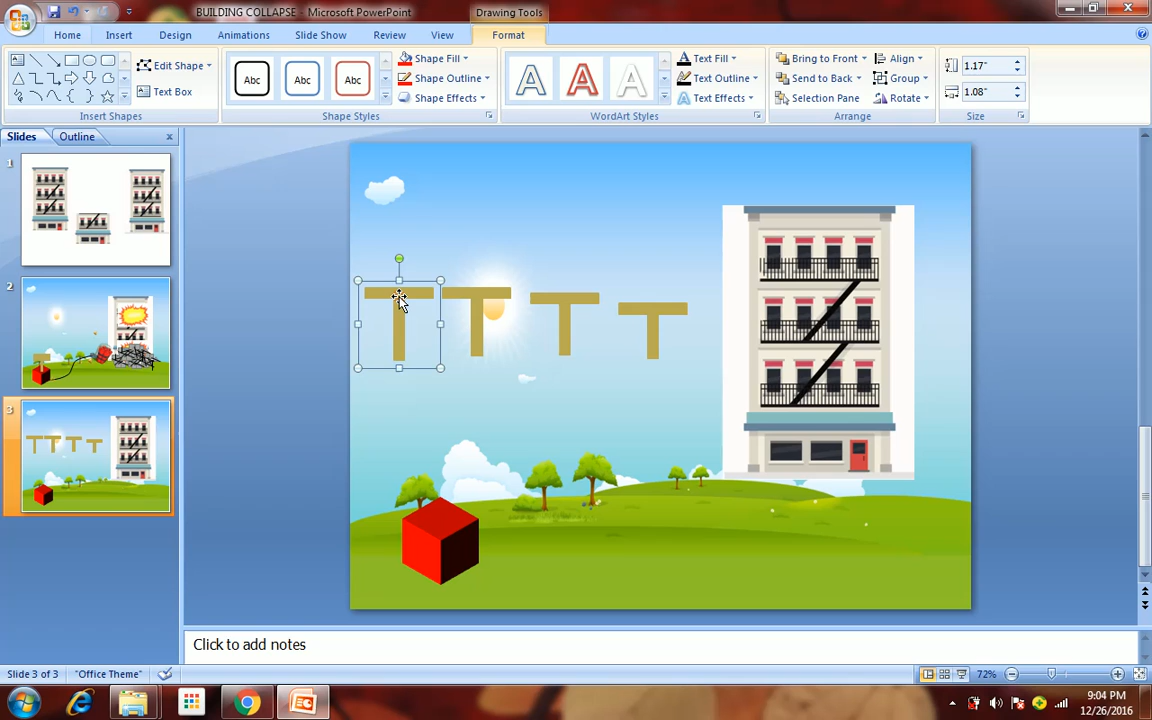 BUILDING COLLAPSE - Microsoft PowerPoint
Drawing Tools
Home
Insert
Design
Animations
Slide Show
Review
View
Format
Edit Shape
Text Box
Insert Shapes
Abc
Abc
Abc
Shape Fill
Shape Outline
Shape Effects
Shape Styles
A
A
A
Text Fill
Text Outline
Text Effects
WordArt Styles
Bring to Front
Send to Back
Selection Pane
Align
Group
Rotate
Arrange
1.17"
1.08"
Size
Slides
Outline
1
2
3
T
T
T
T
Click to add notes
Slide 3 of 3
"Office Theme"
72%
9:04 PM
12/26/2016